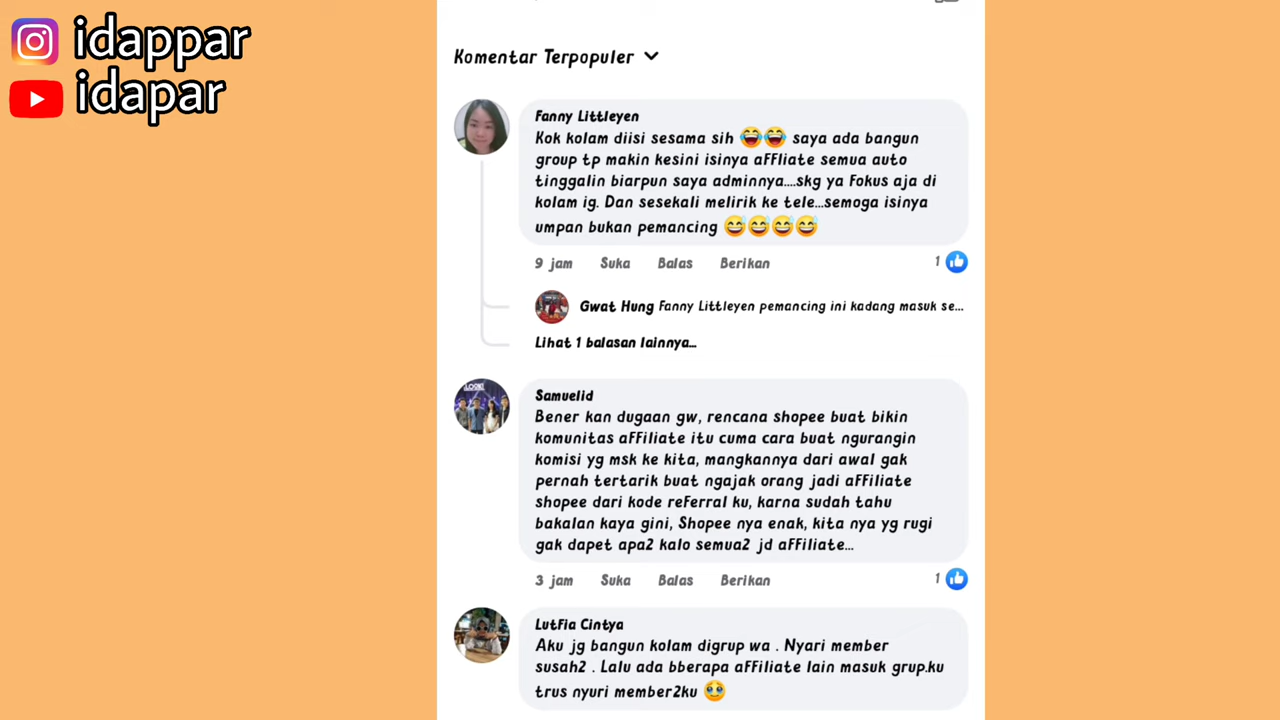 idappar
idapar
Komentar Terpopuler
Fanny Littleyen
Kok kolam diisi sesama sih 😂😂 saya ada bangun
group tp makin kesini isinya affliate semua auto
tinggalin biarpun saya adminnya....skg ya fokus aja di
kolam ig. Dan sesekali melirik ke tele...semoga isinya
umpan bukan pemancing 😅😅😅😅
9 jam Suka Balas Berikan 1
Gwat Hung Fanny Littleyen pemancing ini kadang masuk se...
Lihat 1 balasan lainnya...
Samuelid
Bener kan dugaan gw, rencana shopee buat bikin
komunitas affiliate itu cuma cara buat ngurangin
komisi yg msk ke kita, mangkannya dari awal gak
pernah tertarik buat ngajak orang jadi affiliate
shopee dari kode referral ku, karna sudah tahu
bakalan kaya gini, Shopee nya enak, kita nya yg rugi
gak dapet apa2 kalo semua2 jd affiliate...
3 jam Suka Balas Berikan 1
Lutfia Cintya
Aku jg bangun kolam digrup wa . Nyari member
susah2 . Lalu ada bberapa affiliate lain masuk grup.ku
trus nyuri member2ku 🥹